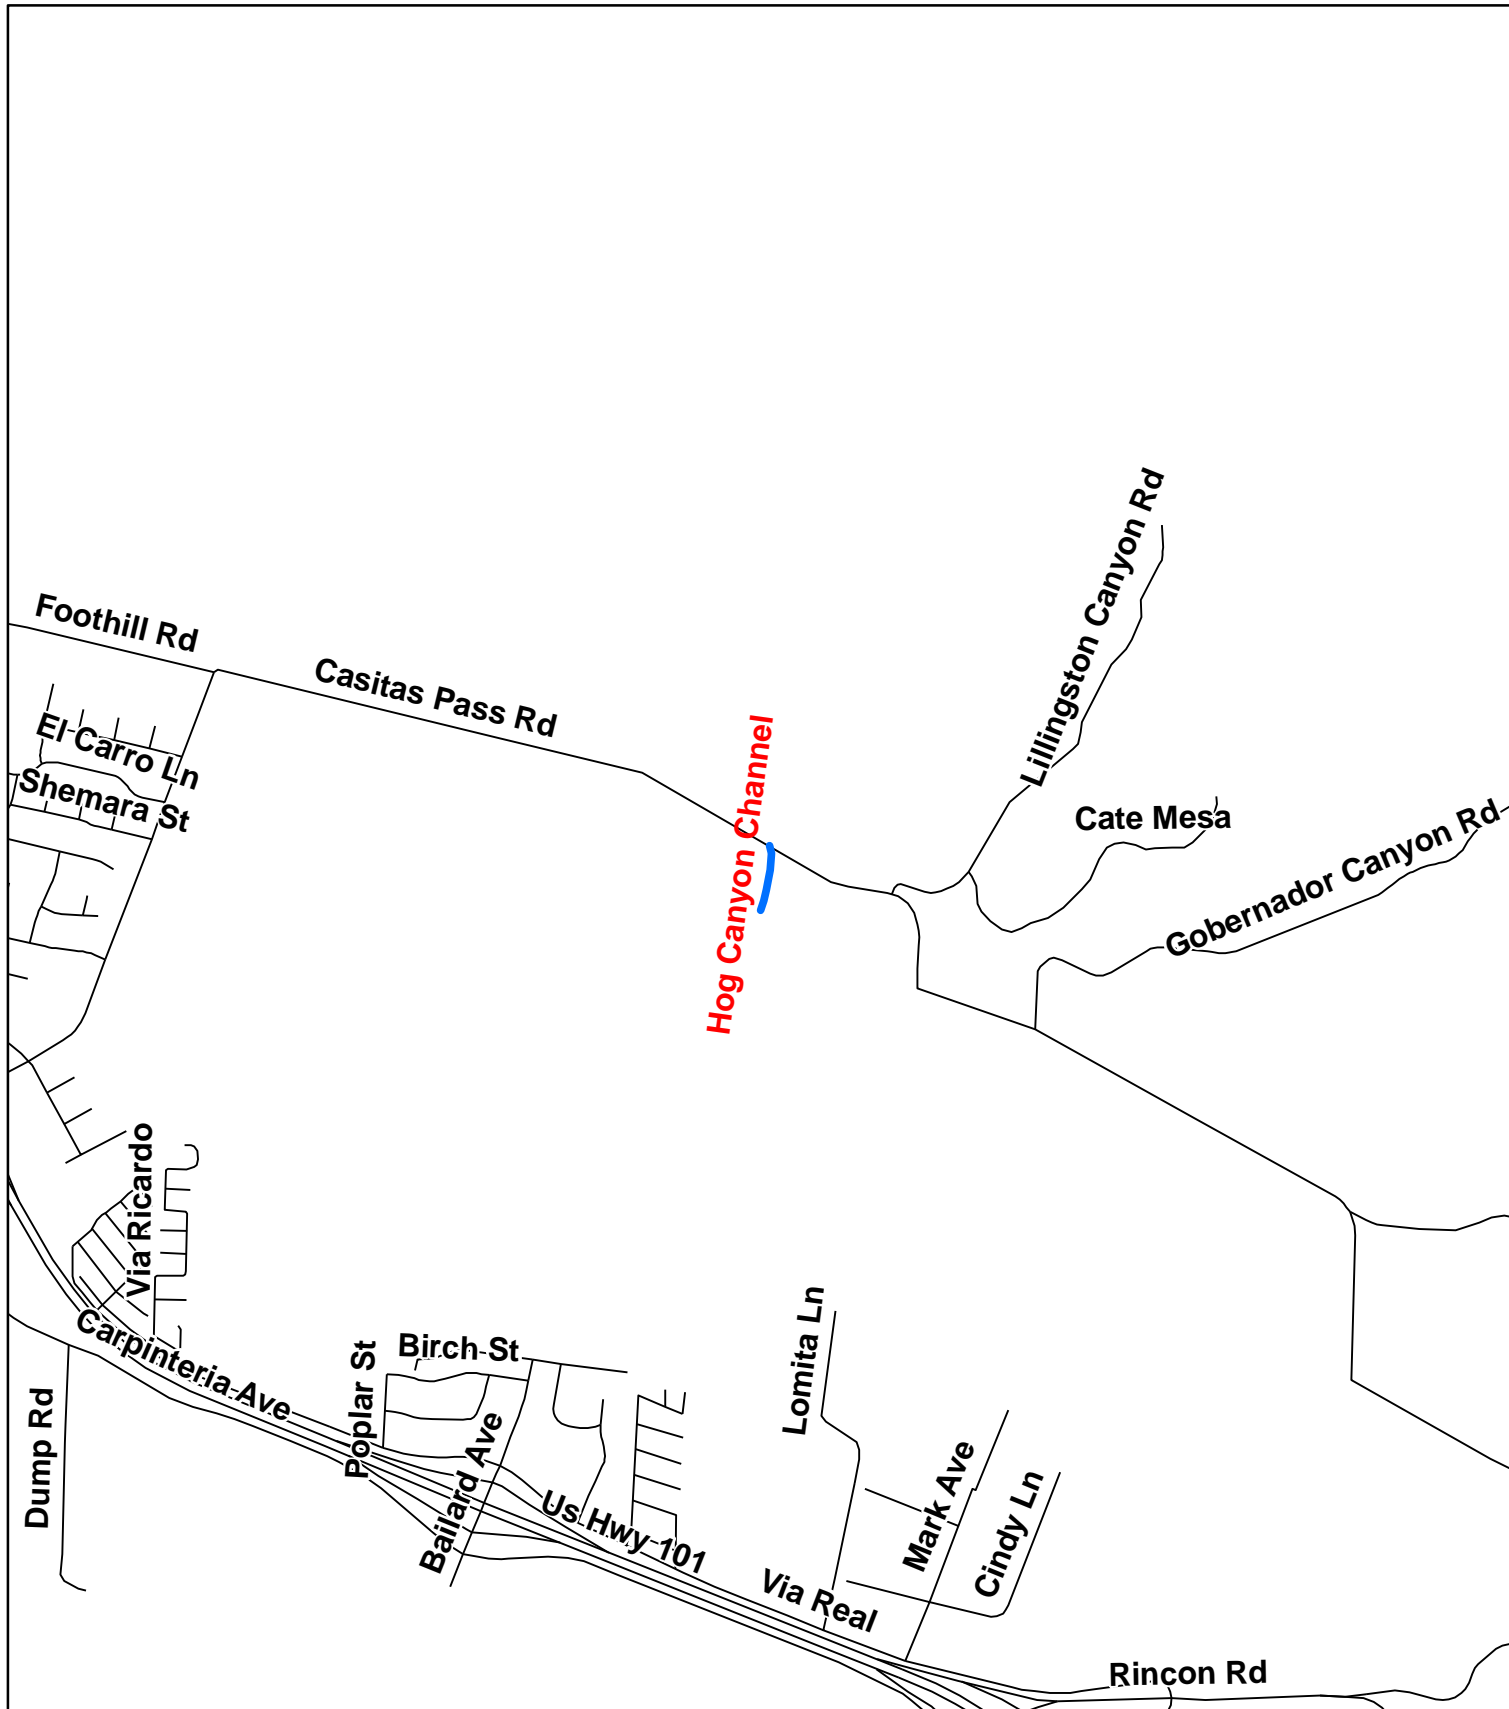 Lillingston Canyon Rd
Foothill Rd
Casitas Pass Rd
El Carro Ln
Shemara St
Hog Canyon Channel
Cate Mesa
Gobernador Canyon Rd
Via Ricardo
Carpinteria Ave
Poplar St
Birch St
Lomita Ln
Dump Rd
Bailard Ave
Us Hwy 101
Mark Ave
Cindy Ln
Via Real
Rincon Rd